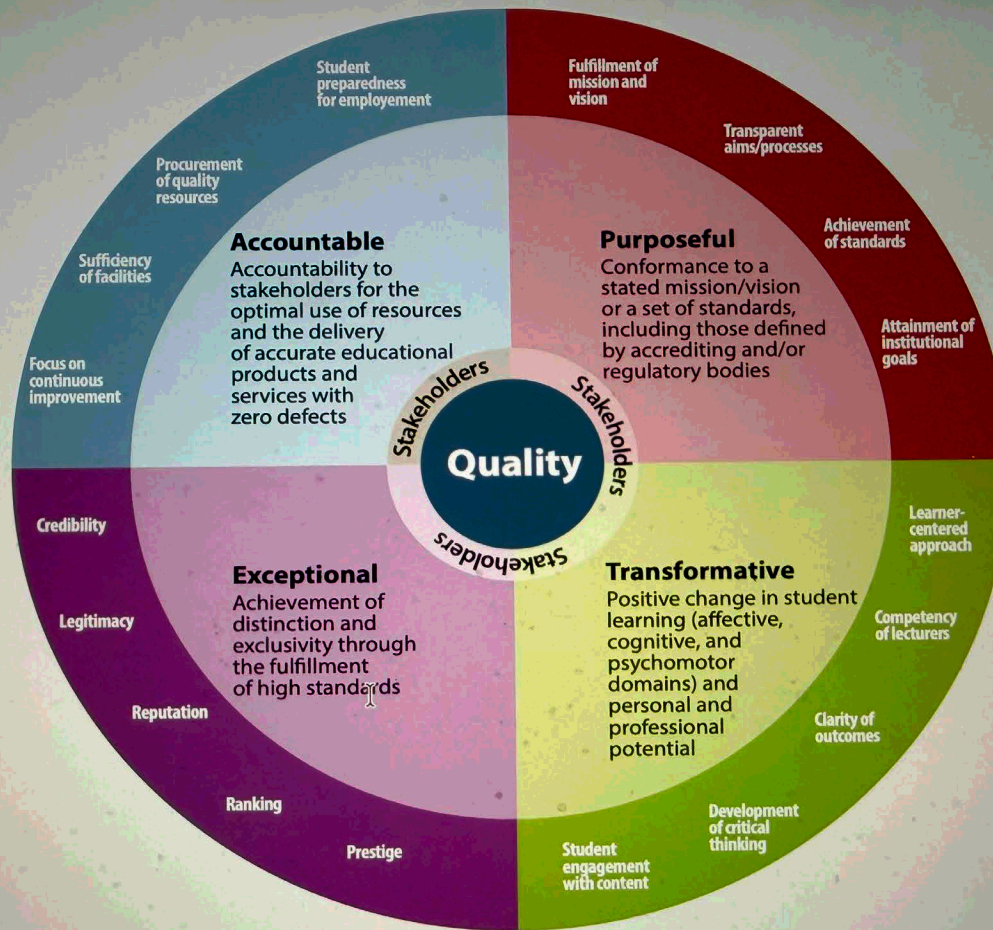 Student
preparedness
for employement
Procurement
of quality
resources
Sufficiency
of facilities
Focus on
continuous
improvement
Fulfillment of
mission and
vision
Transparent
aims/processes
Achievement
of standards
Attainment of
institutional
goals
Accountable
Accountability to
stakeholders for the
optimal use of resources
and the delivery
of accurate educational
products and
services with
zero defects
Purposeful
Conformance to a
stated mission/vision
or a set of standards,
including those defined
by accrediting and/or
regulatory bodies
Stakeholders
Stakeholders
Quality
Stakeholders
Credibility
Legitimacy
Reputation
Ranking
Prestige
Exceptional
Achievement of
distinction and
exclusivity through
the fulfillment
of high standards
Transformative
Positive change in student
learning (affective,
cognitive, and
psychomotor
domains) and
personal and
professional
potential
Learner-
centered
approach
Competency
of lecturers
Clarity of
outcomes
Development
of critical
thinking
Student
engagement
with content